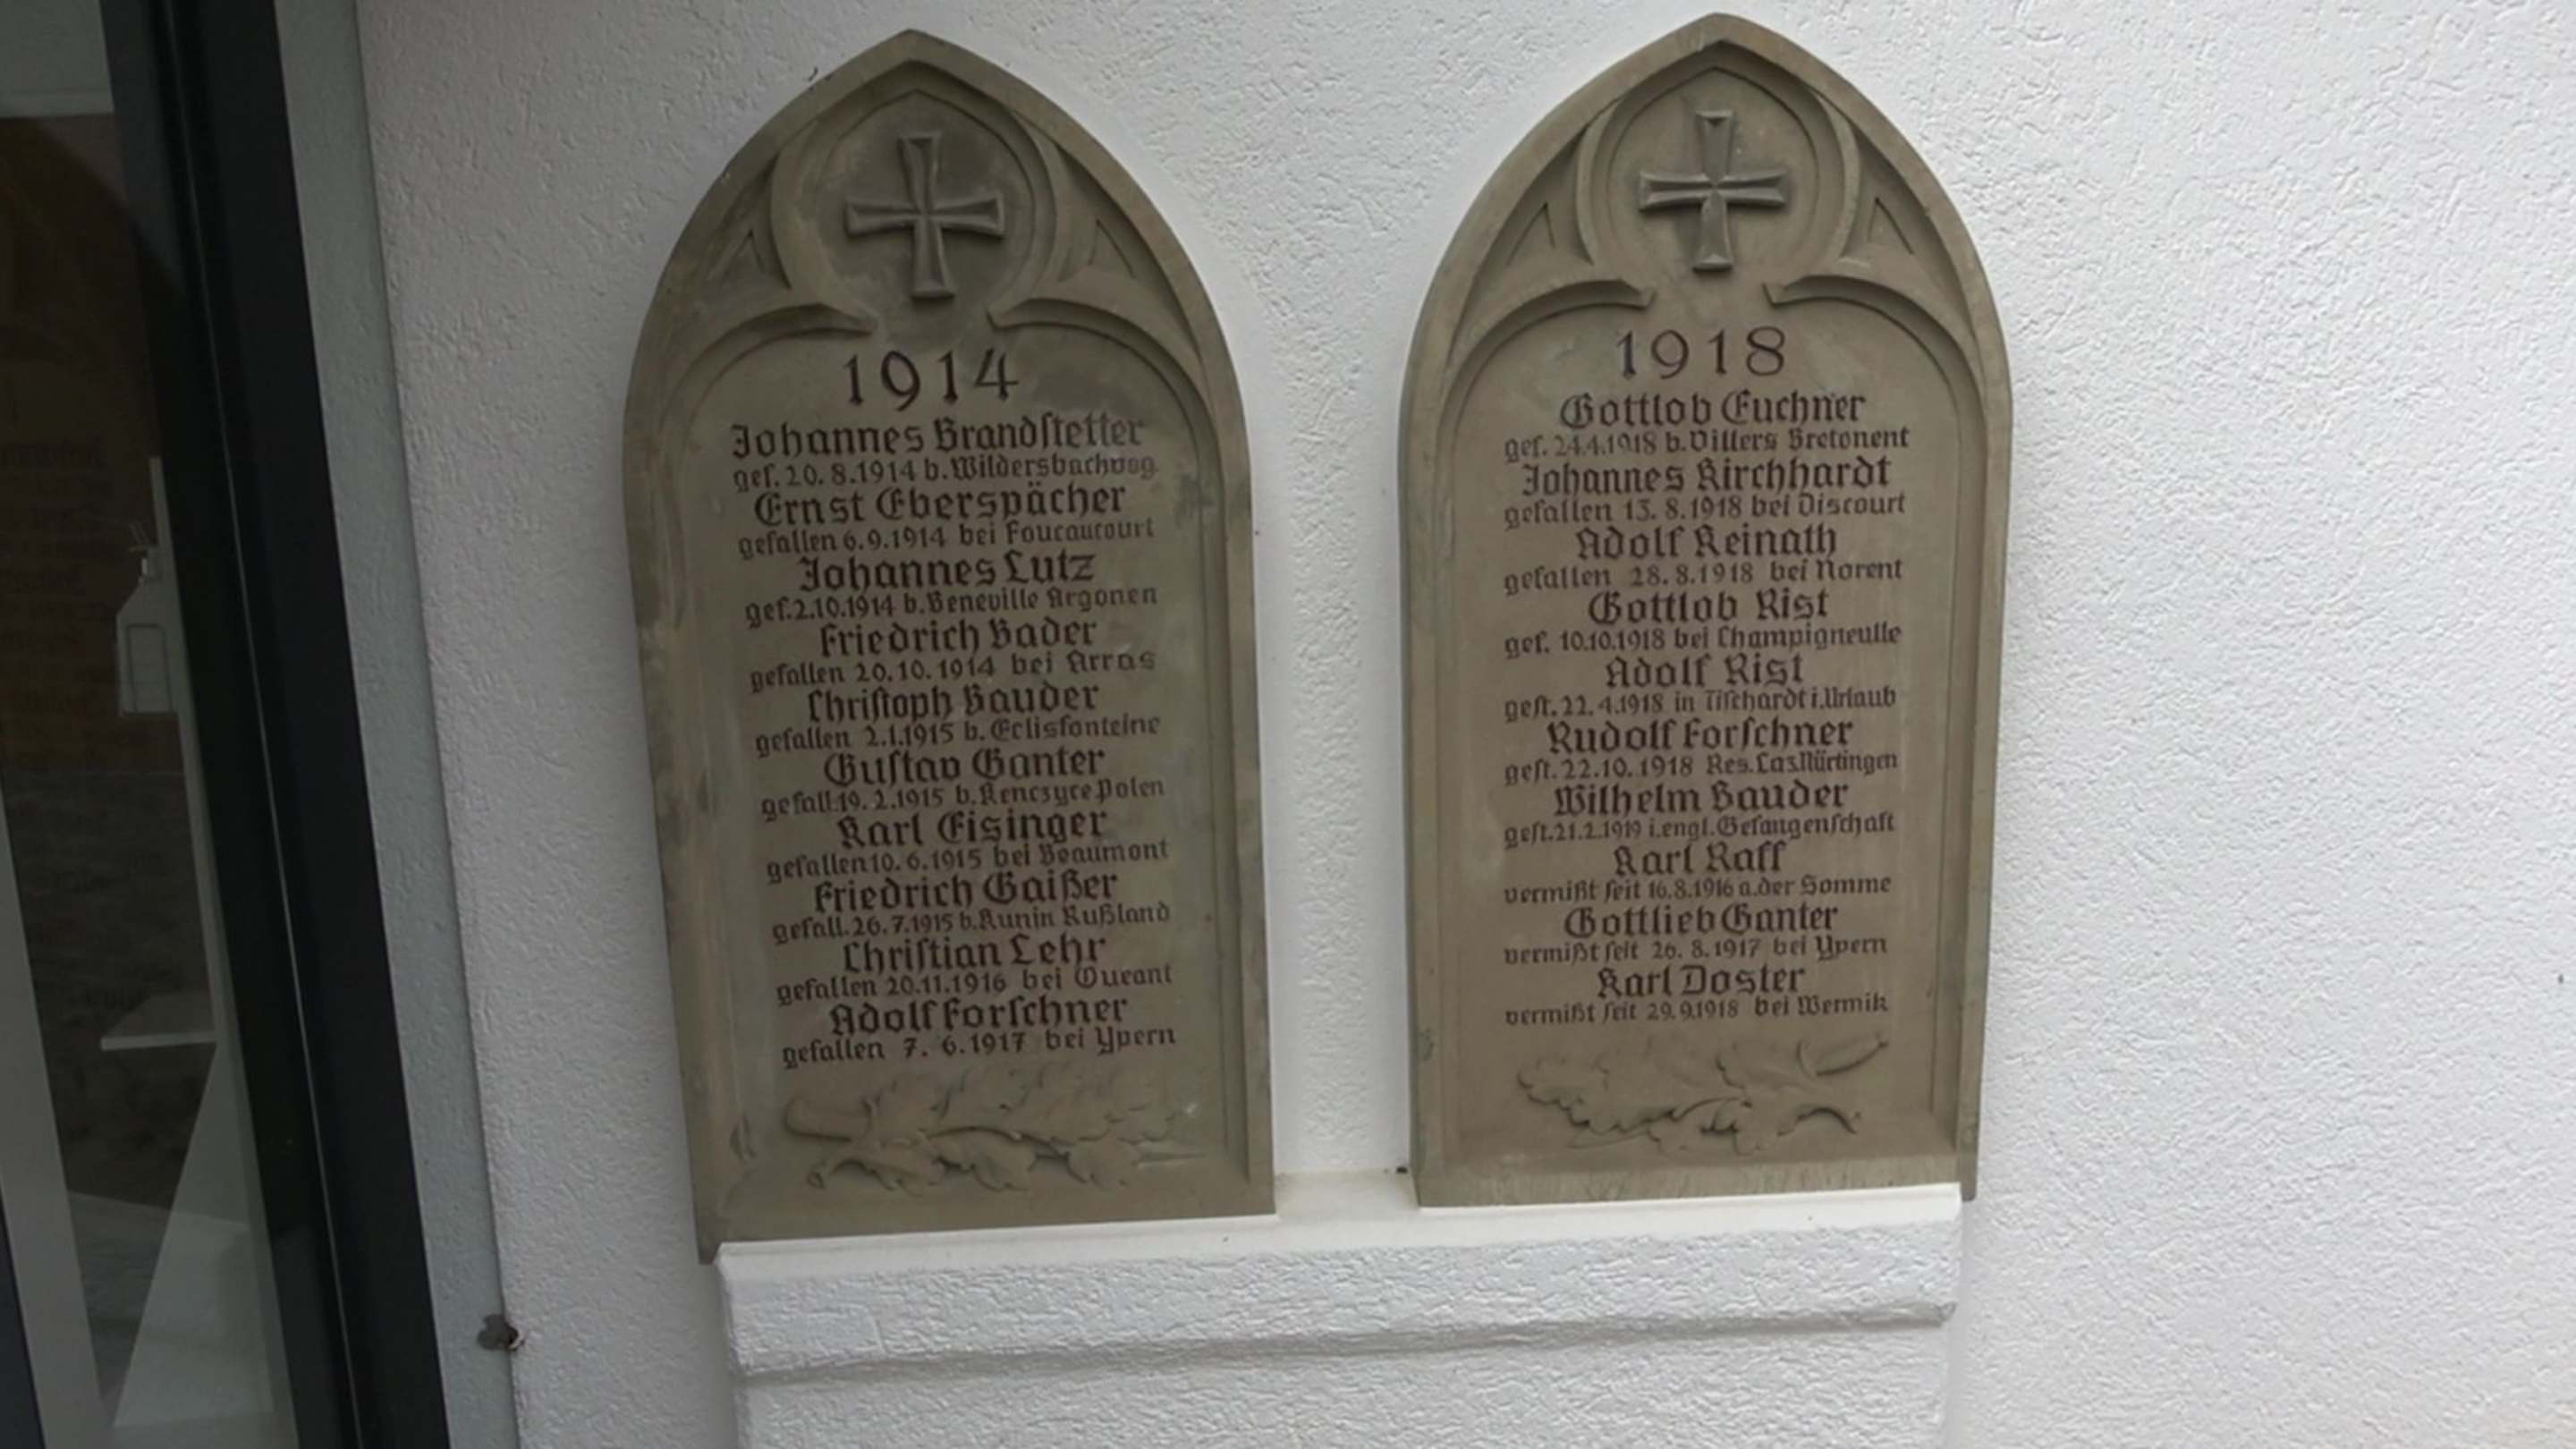 1914
Johannes Brandſtetter
gef. 20. 8. 1914 b. Wildersbachvog.
Ernst Eberspächer
gefallen 6. 9. 1914 bei Foucaucourt
Johannes Lutz
gef. 2. 10. 1914 b. Beneville Argonen
Friedrich Bader
gefallen 20. 10. 1914 bei Arras
Chriſtoph Bauder
gefallen 2. 1. 1915 b. Eclisfonteine
Guſtav Ganter
gefall. 19. 2. 1915 b. Kenczyce Polen
Karl Eisinger
gefallen 10. 6. 1915 bei Beaumont
Friedrich Gaißer
gefall. 26. 7. 1915 b. Kunin Rußland
Chriſtian Lehr
gefallen 20. 11. 1916 bei Queant
Adolf Forſchner
gefallen 7. 6. 1917 bei Ypern
1918
Gottlob Euchner
gef. 24.4.1918 b. Villers Bretonent
Johannes Kirchhardt
gefallen 13. 8. 1918 bei Discourt
Adolf Reinath
gefallen 28. 8. 1918 bei Norent
Gottlob Rist
gef. 10.10.1918 bei Champigneulle
Adolf Rist
geſt. 22. 4.1918 in Tiſchardt i. Urlaub
Rudolf Forſchner
geſt. 22. 10. 1918 Res. Laz. Nürtingen
Wilhelm Bauder
geſt. 21. 2. 1919 i. engl. Gefangenſchaft
Karl Raff
vermißt ſeit 16. 8. 1916 a. der Somme
Gottlieb Ganter
vermißt ſeit 26. 8. 1917 bei Ypern
Karl Doster
vermißt ſeit 29. 9. 1918 bei Wermik